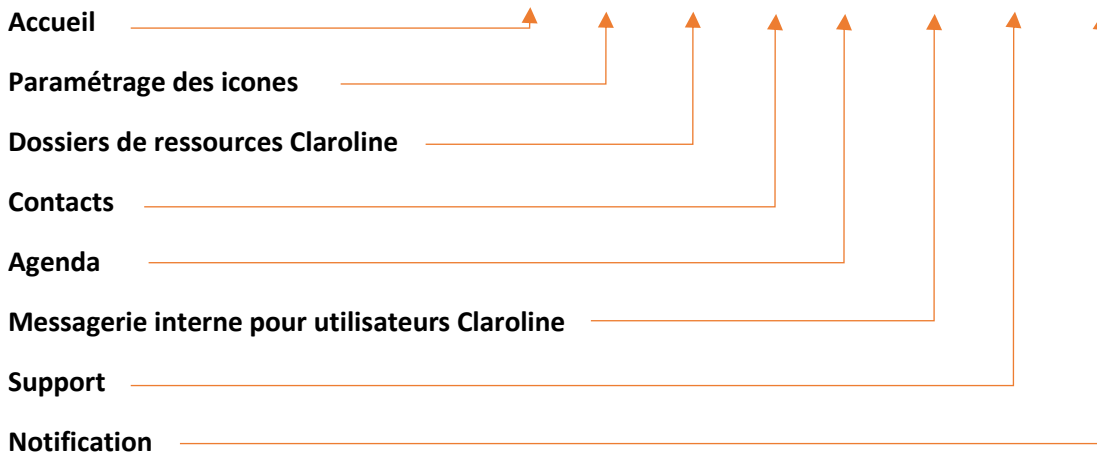 Accueil
Paramétrage des icones
Dossiers de ressources Claroline
Contacts
Agenda
Messagerie interne pour utilisateurs Claroline
Support
Notification